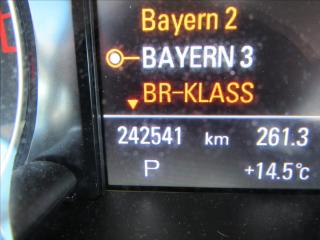 Bayern 2
BAYERN 3
BR-KLASS
242541 km 261.3
P +14.5°C